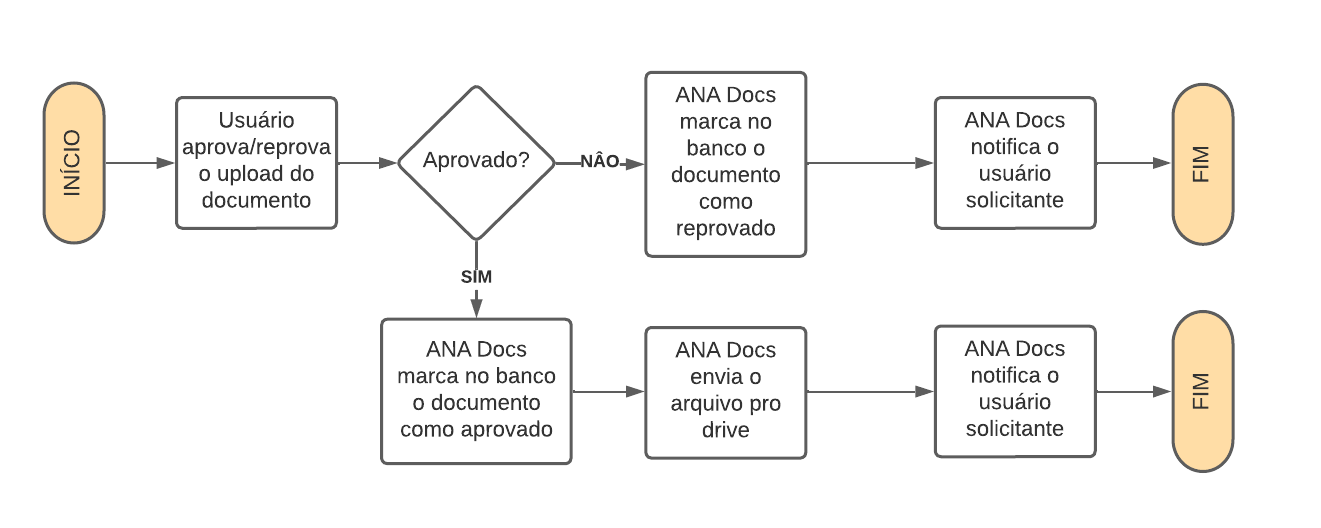 INÍCIO
Usuário
aprova/reprova
o upload do
documento
Aprovado?
NÂO
ANA Docs
marca no
banco o
documento
como
reprovado
ANA Docs
notifica o
usuário
solicitante
FIM
SIM
ANA Docs
marca no banco
o documento
como aprovado
ANA Docs
envia o
arquivo pro
drive
ANA Docs
notifica o
usuário
solicitante
FIM